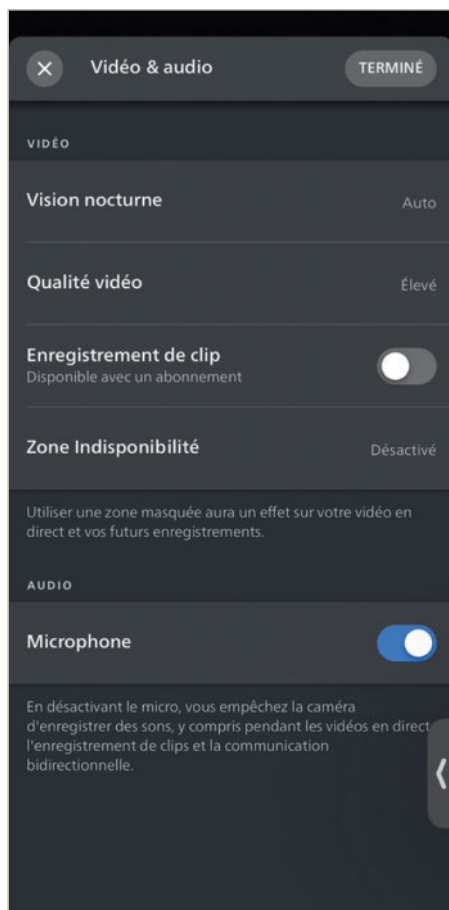 Vidéo & audio
TERMINÉ
VIDÉO
Vision nocturne
Auto
Qualité vidéo
Élevé
Enregistrement de clip
Disponible avec un abonnement
Zone Indisponibilité
Désactivé
Utiliser une zone masquée aura un effet sur votre vidéo en
direct et vos futurs enregistrements.
AUDIO
Microphone
En désactivant le micro, vous empêchez la caméra
d'enregistrer des sons, y compris pendant les vidéos en direct,
l'enregistrement de clips et la communication
bidirectionnelle.